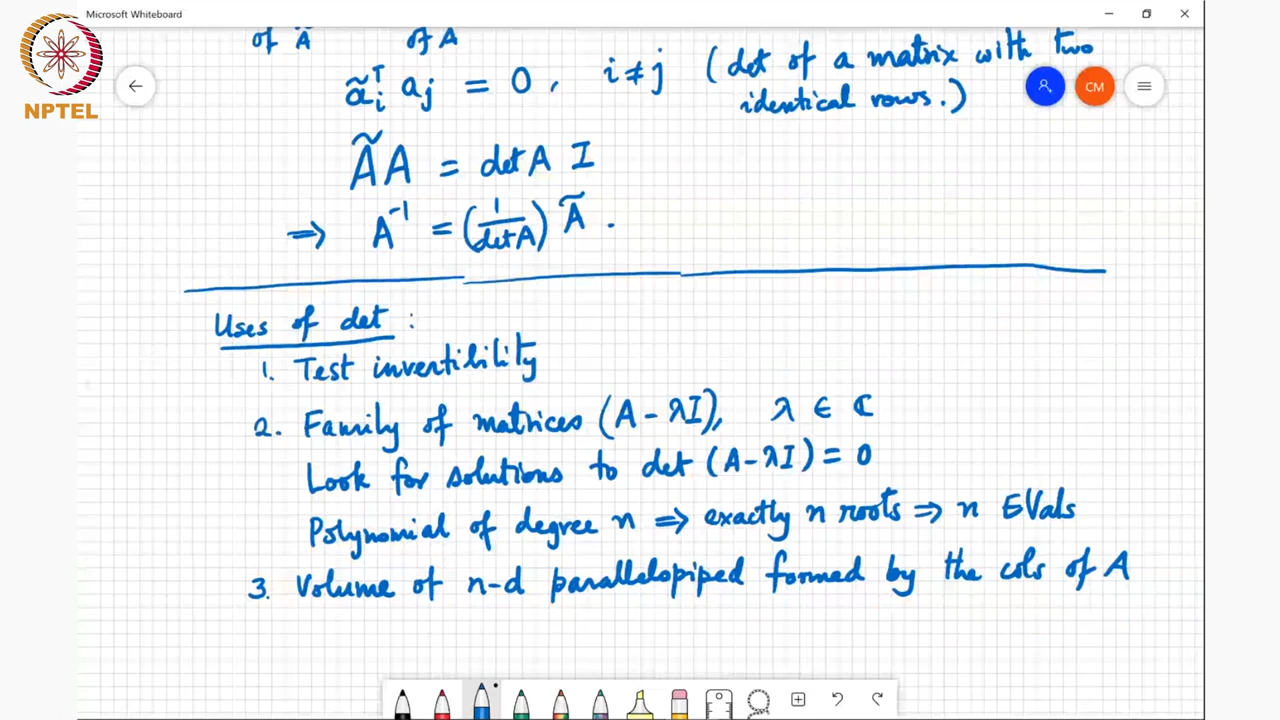 Microsoft Whiteboard
of Ã of A
NPTEL
ãᵢᵀ aⱼ = 0, i ≠ j (det of a matrix with two
identical rows.)
CM
Ã A = det A I
⇒ A⁻¹ = (1/det A) Ã .
Uses of det :
1. Test invertibility
2. Family of matrices (A - λI), λ ∈ ℂ
Look for solutions to det (A - λI) = 0
Polynomial of degree n ⇒ exactly n roots ⇒ n EVals
3. Volume of n-d parallelopiped formed by the cols of A